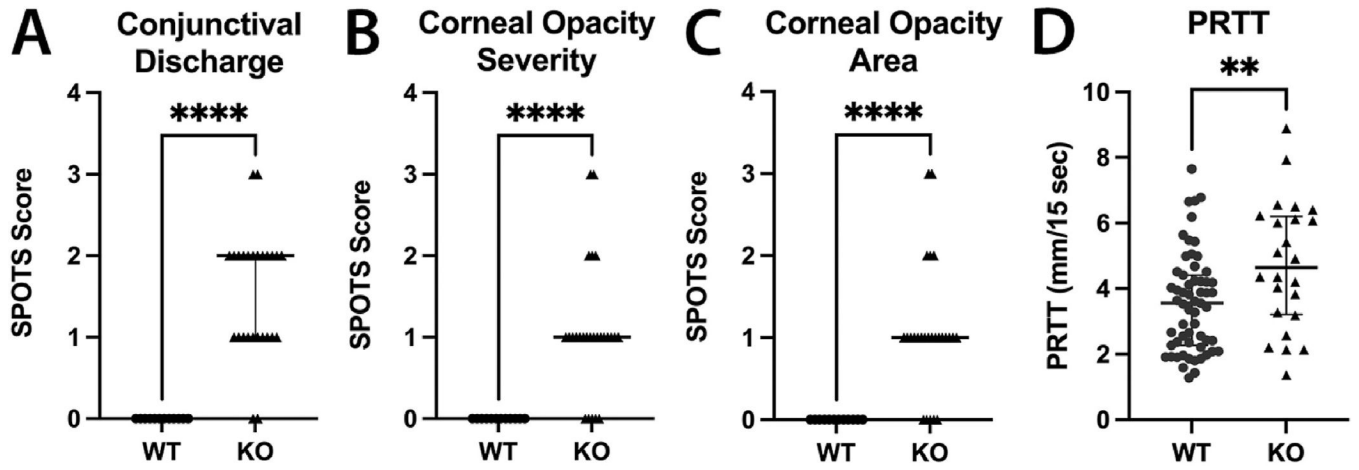 A
Conjunctival
Discharge
****
SPOTS Score
4
3
2
1
0
WT
KO
B
Corneal Opacity
Severity
****
SPOTS Score
4
3
2
1
0
WT
KO
C
Corneal Opacity
Area
****
SPOTS Score
4
3
2
1
0
WT
KO
D
PRTT
**
PRTT (mm/15 sec)
10
8
6
4
2
0
WT
KO